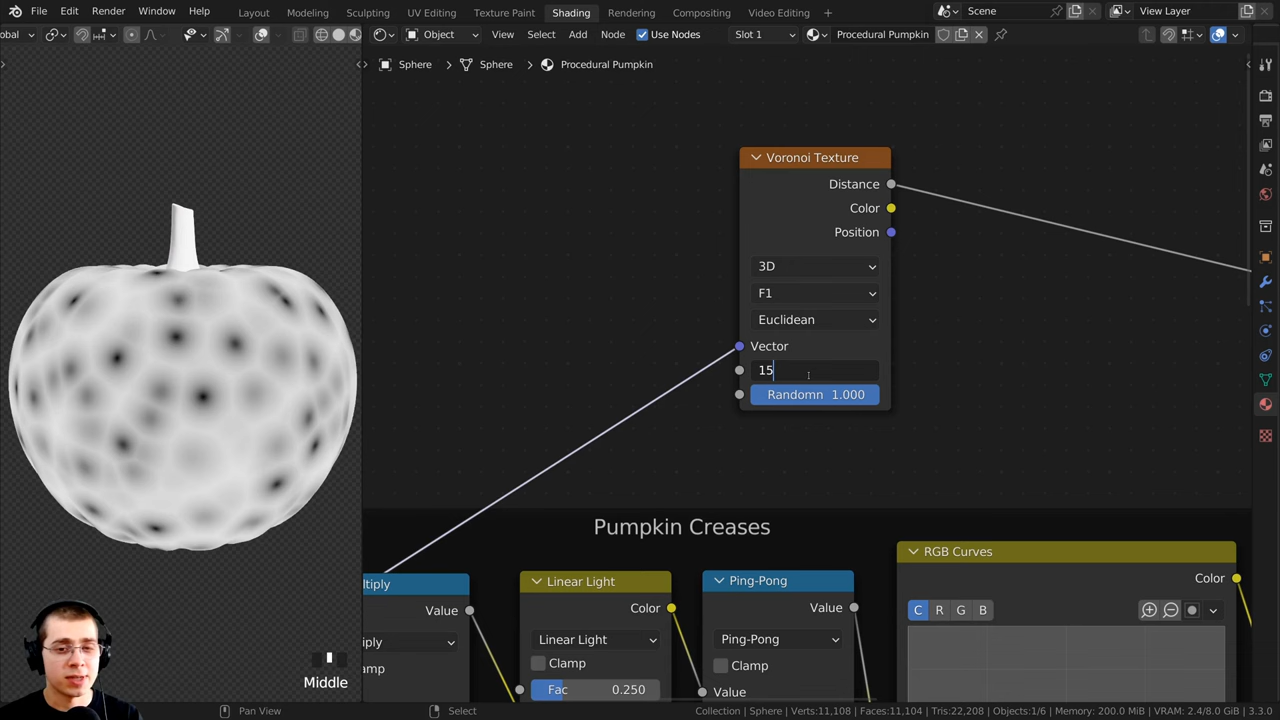 File Edit Render Window Help Layout Modeling Sculpting UV Editing Texture Paint Shading Rendering Compositing Video Editing Scene View Layer
Object View Select Add Node Use Nodes Slot 1 Procedural Pumpkin
Sphere Sphere Procedural Pumpkin
Voronoi Texture
Distance
Color
Position
3D
F1
Euclidean
Vector
15
Randomn 1.000
Pumpkin Creases
RGB Curves
Color
C R G B
Linear Light
Color
Linear Light
Clamp
Fac 0.250
Ping-Pong
Value
Ping-Pong
Clamp
Value
Value
Middle
Pan View Select Collection | Sphere | Verts:11,108 | Faces:11,104 | Tris:22,208 | Objects:1/6 | Memory: 200.0 MiB | VRAM: 2.4/8.0 GiB | 3.3.0